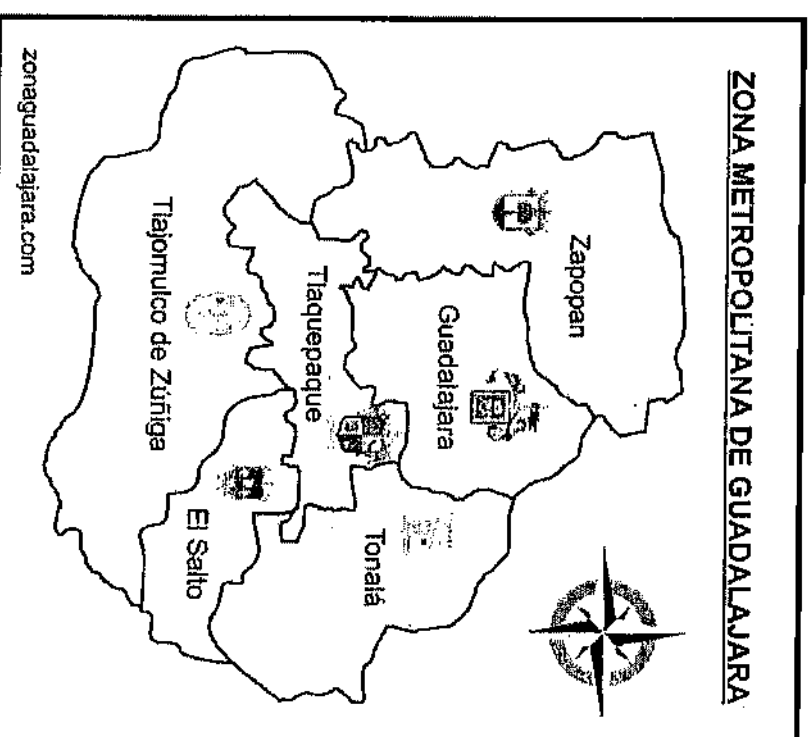 ZONA METROPOLITANA DE GUADALAJARA
Zapopan
Guadalajara
Tonalá
Tlaquepaque
El Salto
Tlajomulco de Zúñiga
zonaguadalajara.com